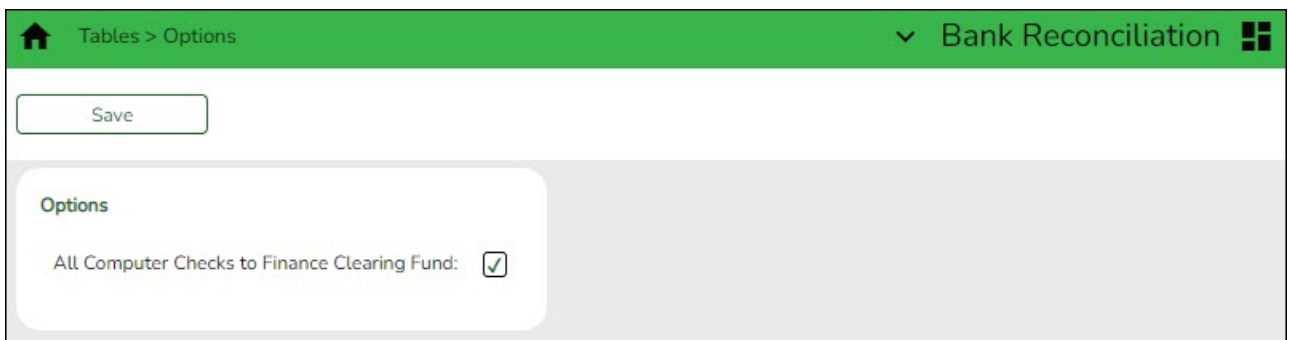 Tables > Options
Bank Reconciliation
Save
Options
All Computer Checks to Finance Clearing Fund: